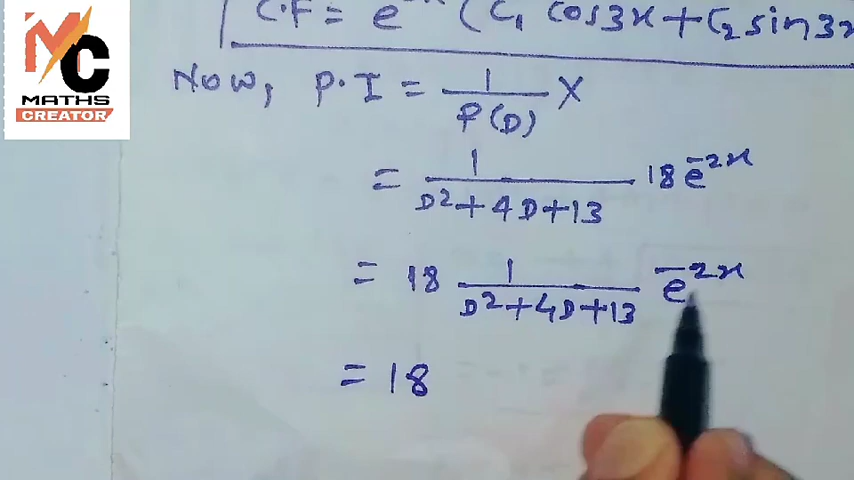 MC
MATHS
CREATOR
C.F = e (C₁ cos3x + C₂ sin3x
Now, P.I = 1/F(D) X
= 1/(D²+4D+13) 18 e⁻²ˣ
= 18 1/(D²+4D+13) e⁻²ˣ
= 18